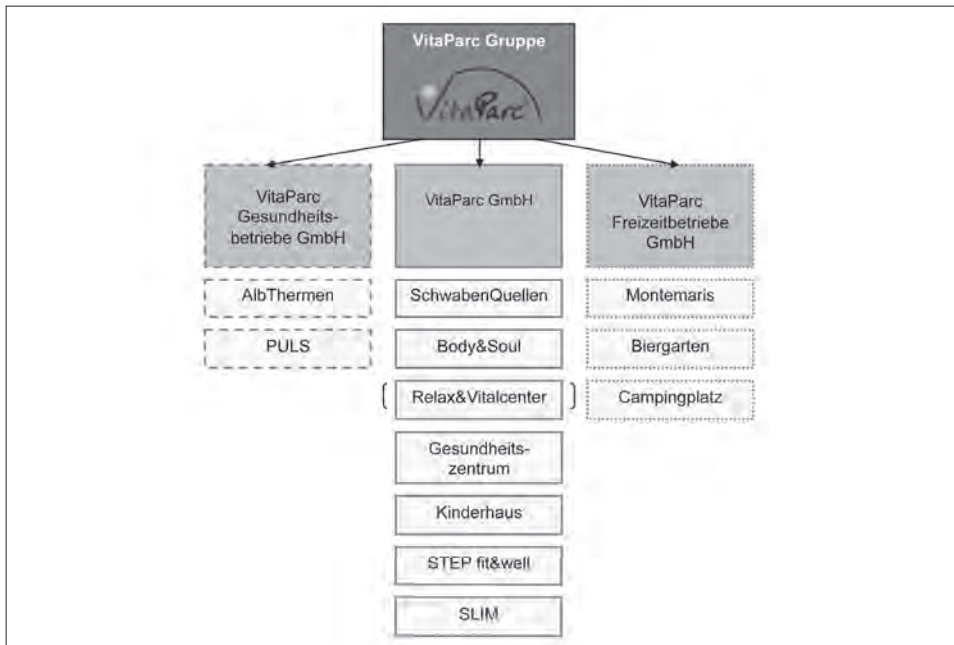 VitaParc Gruppe
VitaParc
VitaParc
Gesundheits-
betriebe GmbH
AlbThermen
PULS
VitaParc GmbH
SchwabenQuellen
Body&Soul
Relax&Vitalcenter
Gesundheits-
zentrum
Kinderhaus
STEP fit&well
SLIM
VitaParc
Freizeitbetriebe
GmbH
Montemaris
Biergarten
Campingplatz